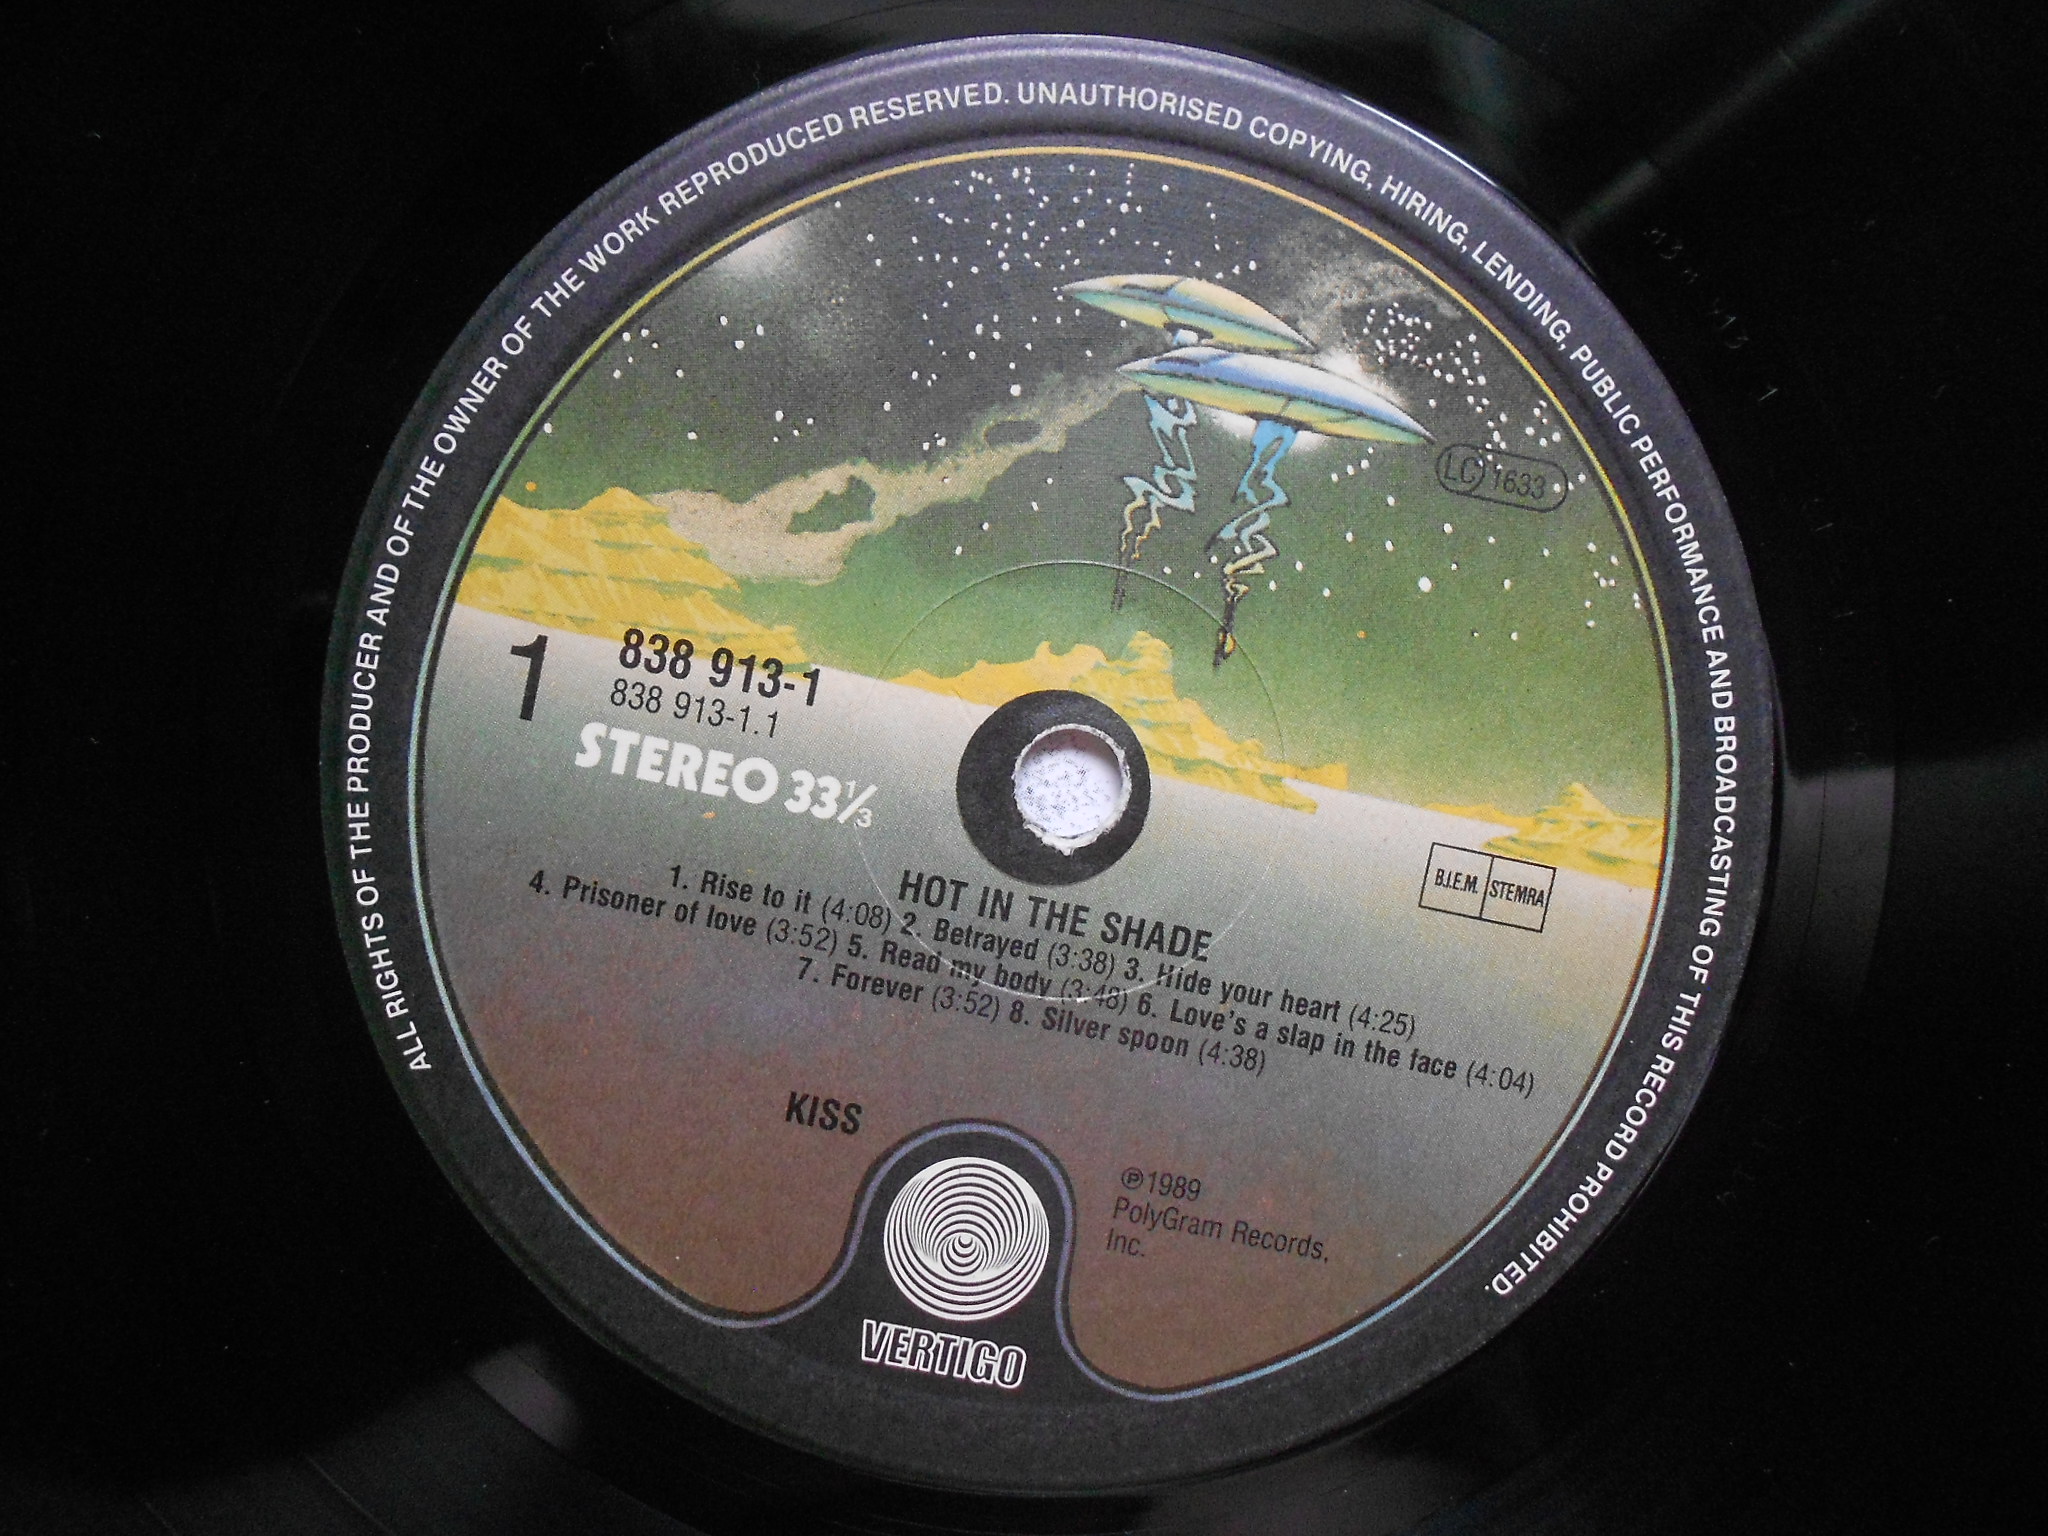 ALL RIGHTS OF THE PRODUCER AND OF THE OWNER OF THE WORK REPRODUCED RESERVED. UNAUTHORISED COPYING, HIRING, LENDING, PUBLIC PERFORMANCE AND BROADCASTING OF THIS RECORD PROHIBITED.
LC 1633
1
838 913-1
838 913-1.1
STEREO 33⅓
B.I.E.M. STEMRA
HOT IN THE SHADE
1. Rise to it (4:08) 2. Betrayed (3:38) 3. Hide your heart (4:25)
4. Prisoner of love (3:52) 5. Read my body (3:48) 6. Love's a slap in the face (4:04)
7. Forever (3:52) 8. Silver spoon (4:38)
KISS
℗1989
PolyGram Records,
Inc.
VERTIGO